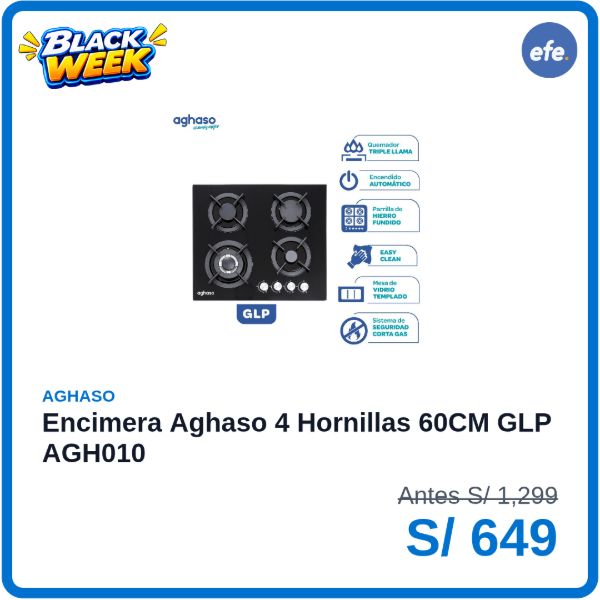 BLACK
WEEK
efe.
aghaso
Quemador
TRIPLE LLAMA
Encendido
AUTOMÁTICO
Parrilla de
HIERRO
FUNDIDO
EASY
CLEAN
Mesa de
VIDRIO
TEMPLADO
Sistema de
SEGURIDAD
CORTA GAS
aghaso
GLP
AGHASO
Encimera Aghaso 4 Hornillas 60CM GLP
AGH010
Antes S/ 1,299
S/ 649